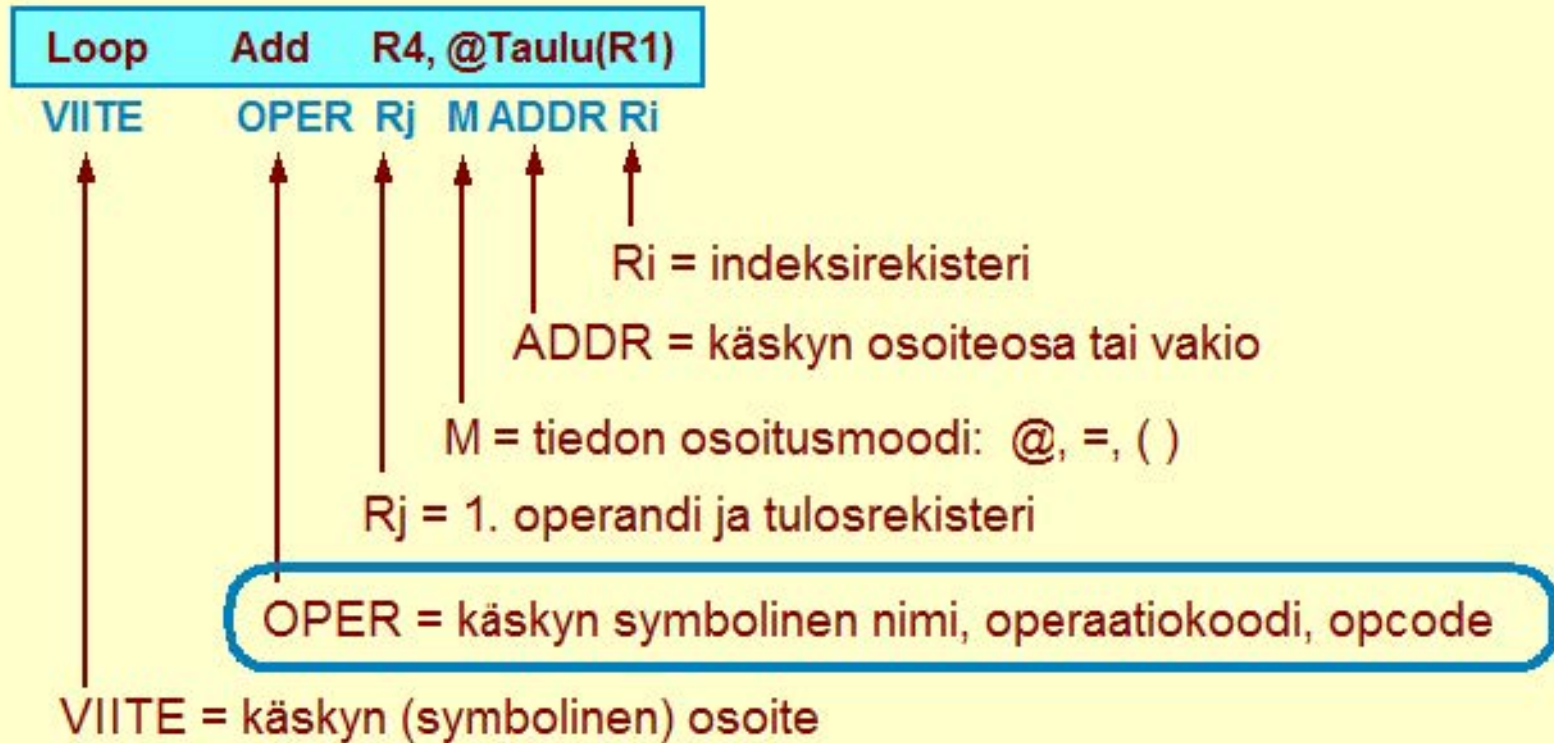 Loop Add R4, @Taulu(R1)
VIITE OPER Rj M ADDR Ri
Ri = indeksirekisteri
ADDR = käskyn osoiteosa tai vakio
M = tiedon osoitusmoodi: @, =, ( )
Rj = 1. operandi ja tulosrekisteri
OPER = käskyn symbolinen nimi, operaatiokoodi, opcode
VIITE = käskyn (symbolinen) osoite